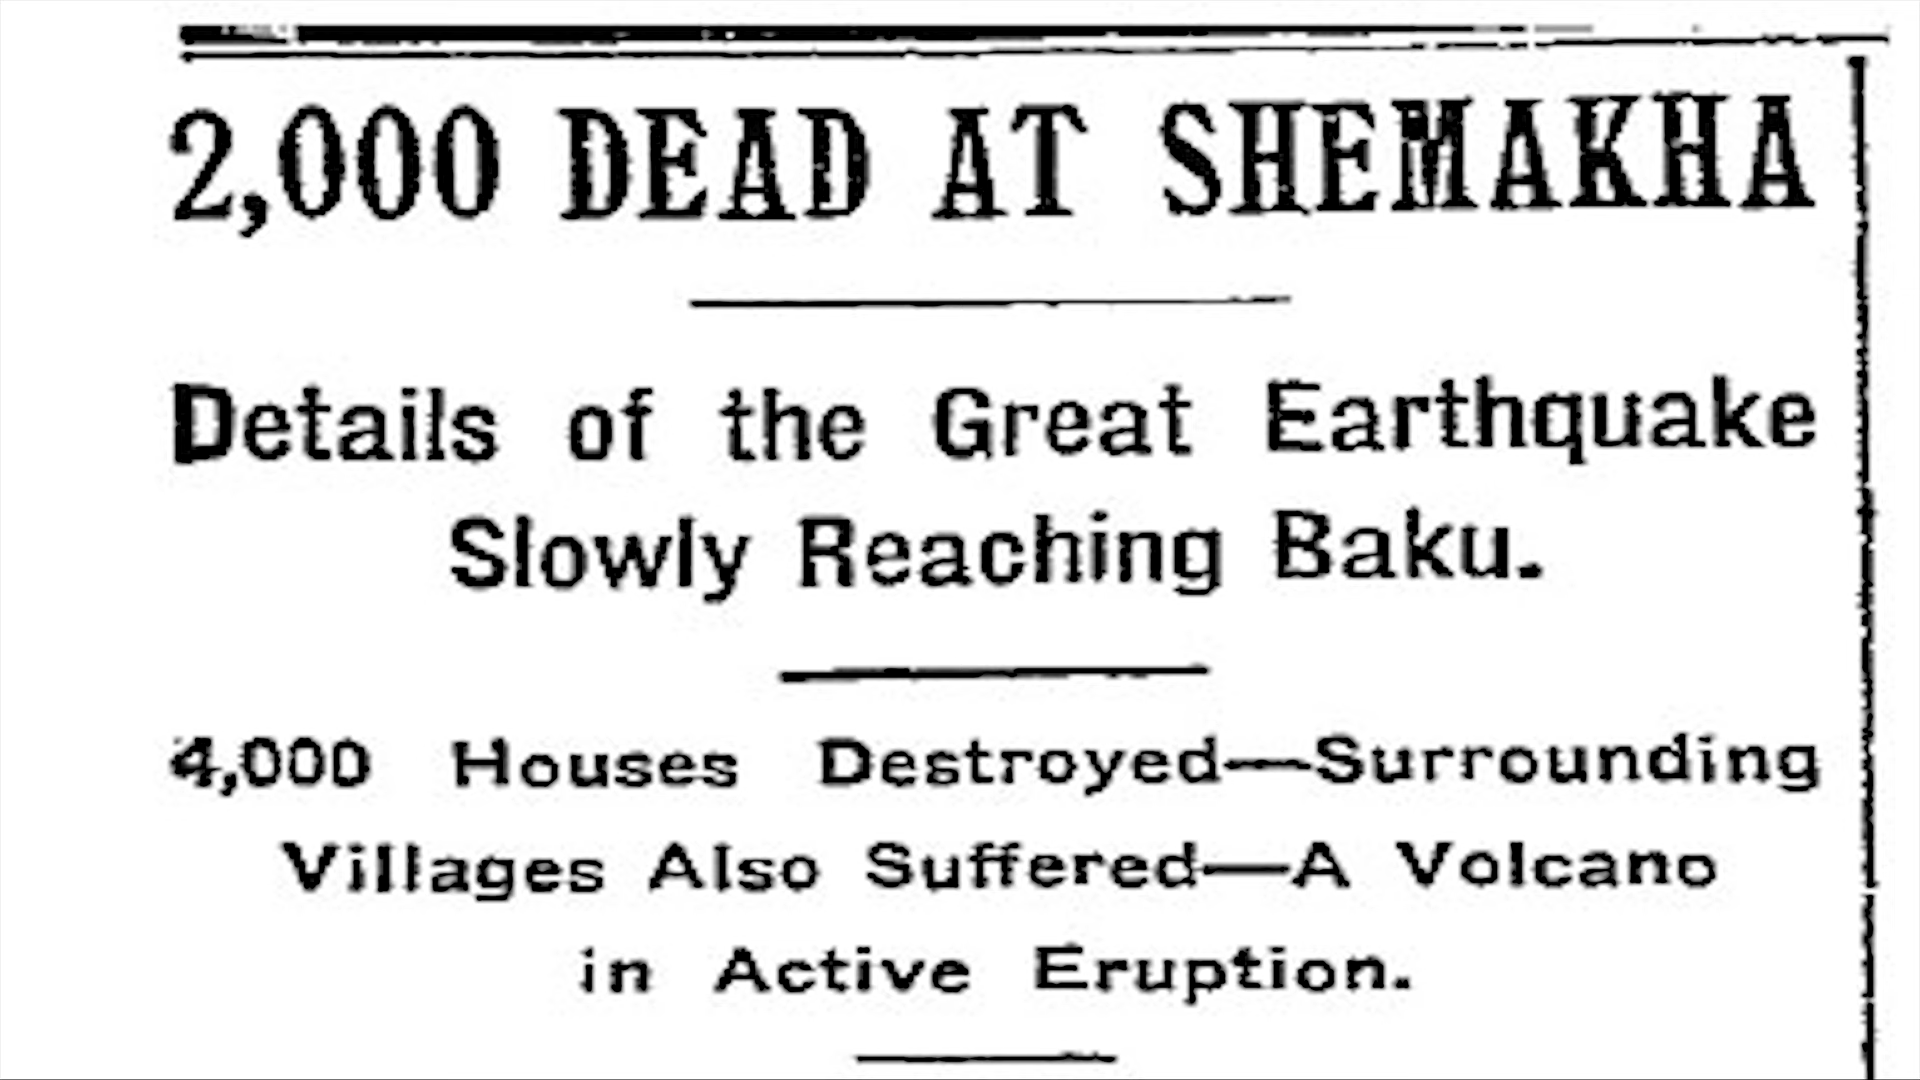 2,000 DEAD AT SHEMAKHA
Details of the Great Earthquake
Slowly Reaching Baku.
4,000 Houses Destroyed—Surrounding
Villages Also Suffered—A Volcano
in Active Eruption.